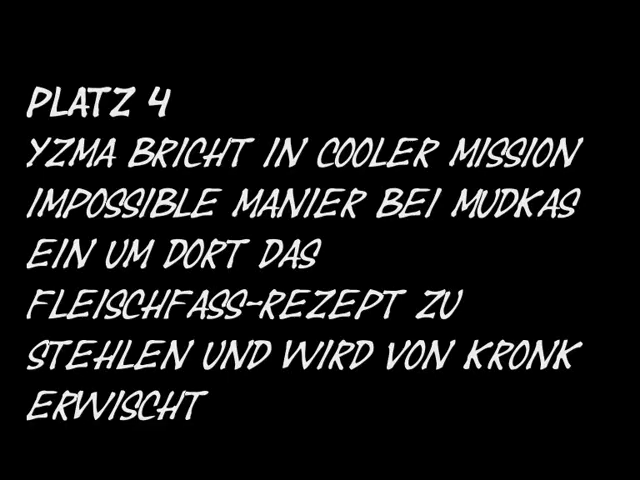 PLATZ 4
YZMA BRICHT IN COOLER MISSION
IMPOSSIBLE MANIER BEI MUDKAS
EIN UM DORT DAS
FLEISCHFASS-REZEPT ZU
STEHLEN UND WIRD VON KRONK
ERWISCHT